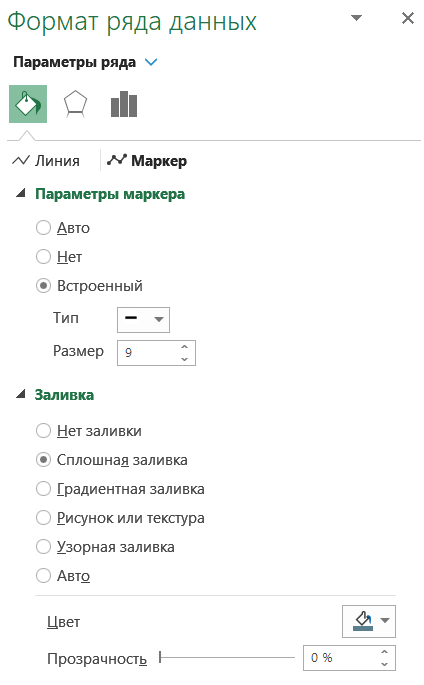 Формат ряда данных
Параметры ряда
Линия
Маркер
Параметры маркера
Авто
Нет
Встроенный
Тип
Размер 9
Заливка
Нет заливки
Сплошная заливка
Градиентная заливка
Рисунок или текстура
Узорная заливка
Авто
Цвет
Прозрачность 0 %